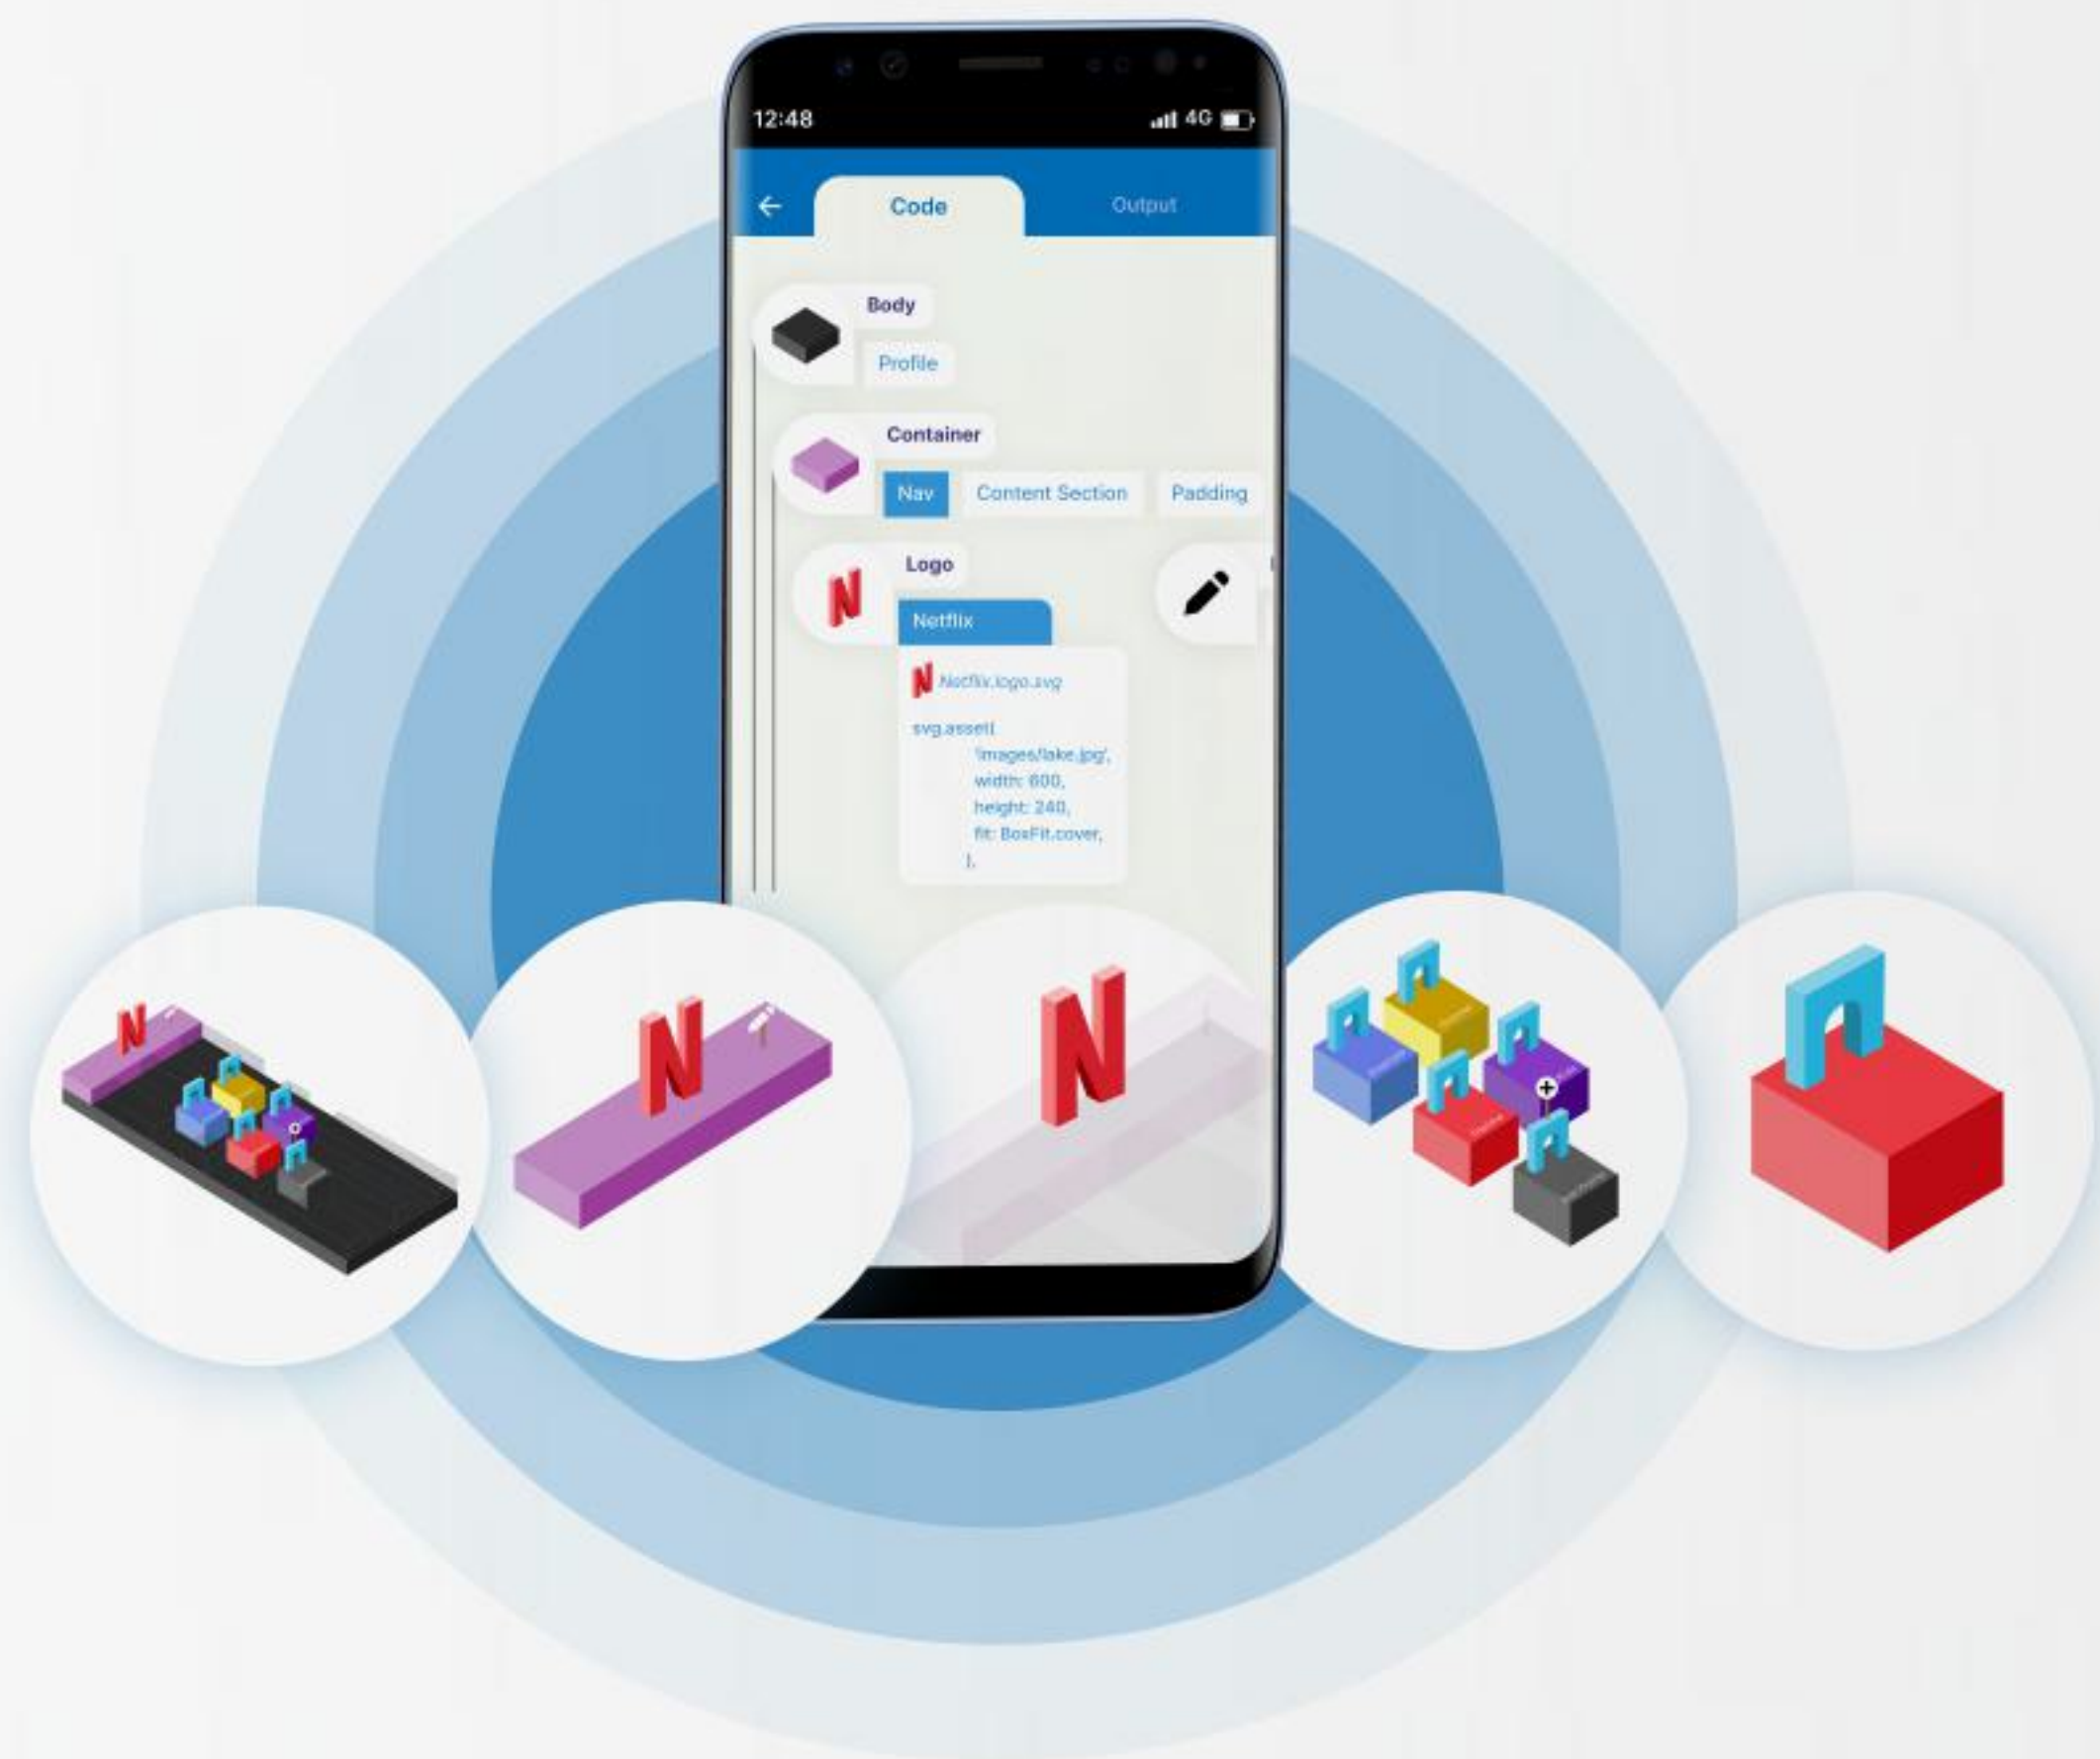 12:48
4G
Code
Output
Body
Profile
Container
Nav
Content Section
Padding
Logo
N
Netflix
N Netflix.logo.svg
svg.asset(
'images/lake.jpg',
width: 600,
height: 240,
fit: BoxFit.cover,
),
N
N
N